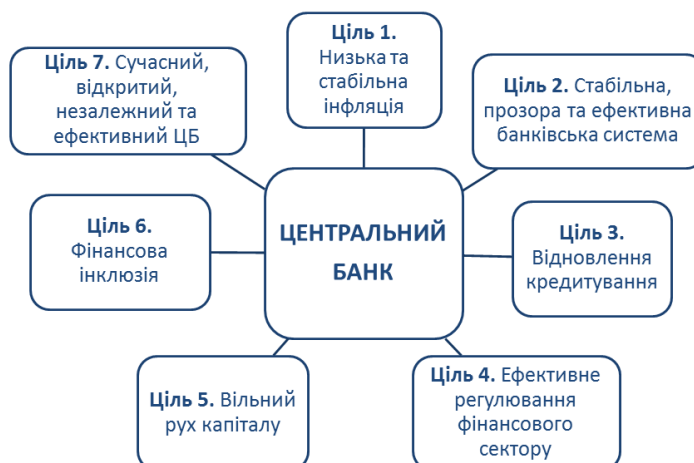 Ціль 1.
Низька та
стабільна
інфляція
Ціль 2. Стабільна,
прозора та ефективна
банківська система
Ціль 3.
Відновлення
кредитування
Ціль 4. Ефективне
регулювання
фінансового
сектору
Ціль 5. Вільний
рух капіталу
Ціль 6.
Фінансова
інклюзія
Ціль 7. Сучасний,
відкритий,
незалежний та
ефективний ЦБ
ЦЕНТРАЛЬНИЙ
БАНК